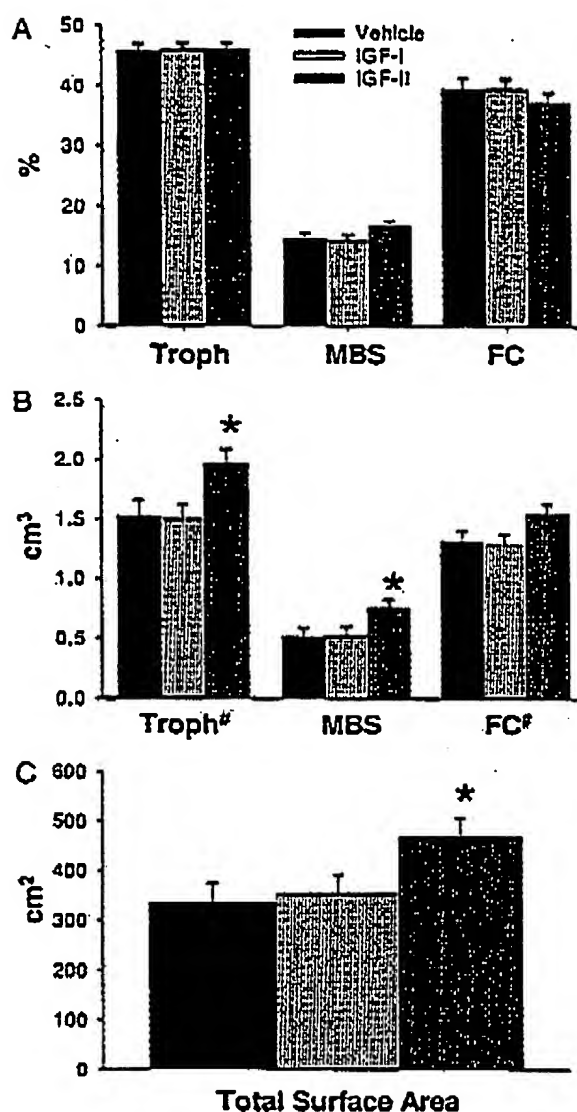 A
Vehicle
IGF-I
IGF-II
50
40
30
20
10
0
%
Troph MBS FC
B
2.5
2.0
1.5
1.0
0.5
0.0
cm³
*
*
Troph# MBS FC#
C
600
500
400
300
200
100
0
cm²
*
Total Surface Area